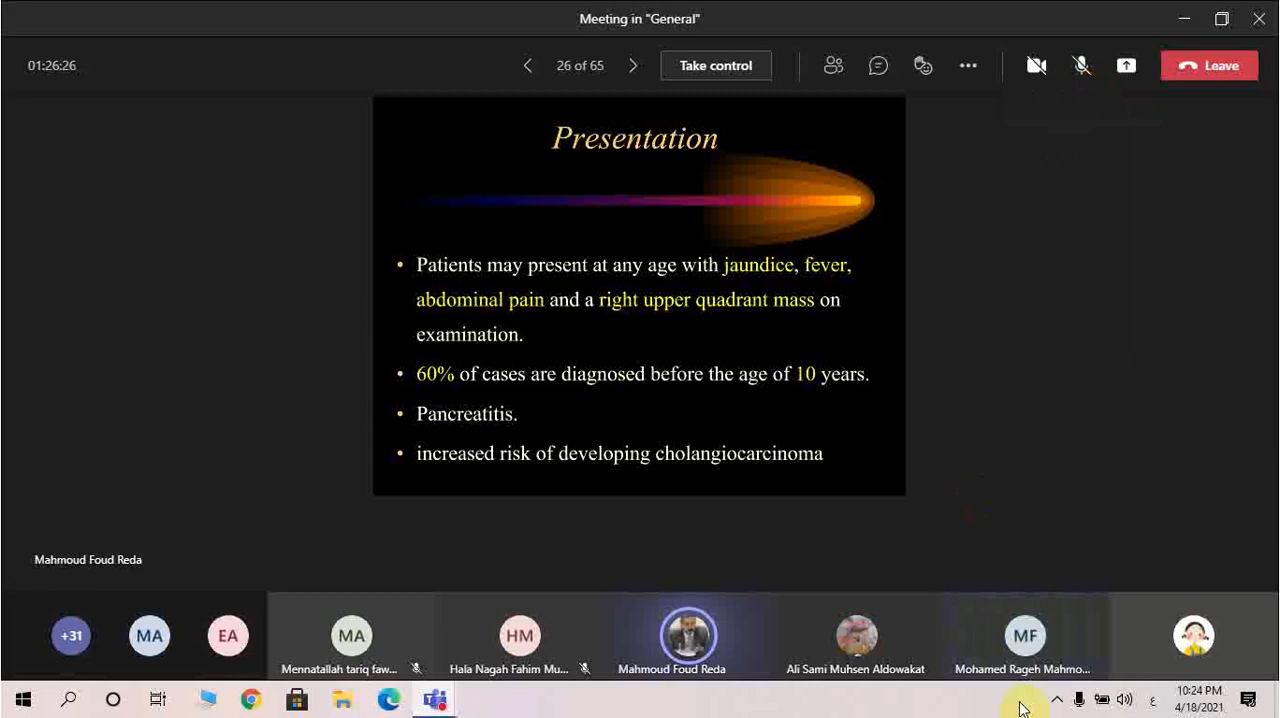 Meeting in "General"
01:26:26
26 of 65
Take control
Leave
Presentation
• Patients may present at any age with jaundice, fever,
abdominal pain and a right upper quadrant mass on
examination.
• 60% of cases are diagnosed before the age of 10 years.
• Pancreatitis.
• increased risk of developing cholangiocarcinoma
Mahmoud Foud Reda
+31
MA
EA
MA
HM
MF
Mennatallah tariq faw...
Hala Nagah Fahim Mu...
Mahmoud Foud Reda
Ali Sami Muhsen Aldowakat
Mohamed Rageh Mahmo...
ع
10:24 PM
4/18/2021